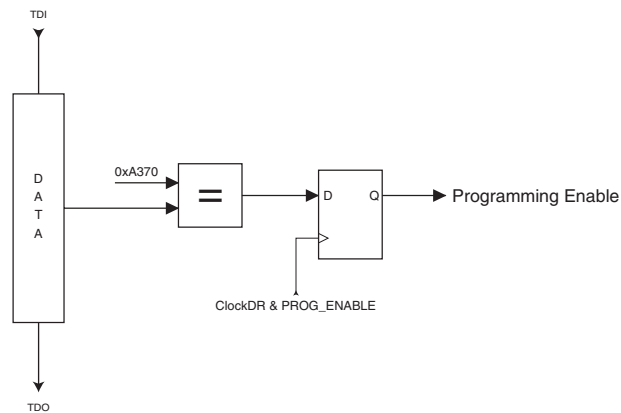 TDI
D
A
T
A
0xA370
=
D
Q
Programming Enable
ClockDR & PROG_ENABLE
TDO